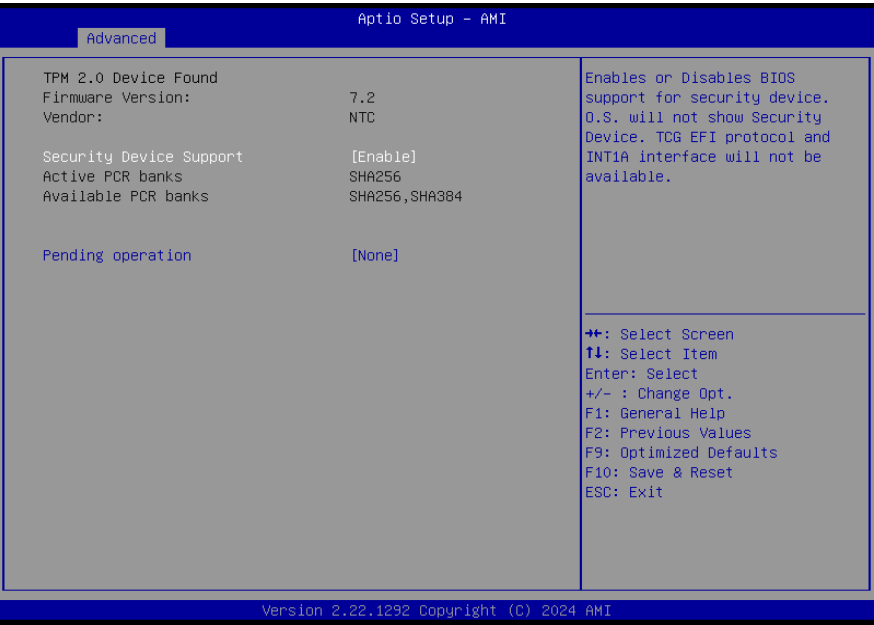 Aptio Setup – AMI
Advanced
TPM 2.0 Device Found
Firmware Version: 7.2
Vendor: NTC
Security Device Support [Enable]
Active PCR banks SHA256
Available PCR banks SHA256,SHA384
Pending operation [None]
Enables or Disables BIOS
support for security device.
O.S. will not show Security
Device. TCG EFI protocol and
INT1A interface will not be
available.
→←: Select Screen
↑↓: Select Item
Enter: Select
+/- : Change Opt.
F1: General Help
F2: Previous Values
F9: Optimized Defaults
F10: Save & Reset
ESC: Exit
Version 2.22.1292 Copyright (C) 2024 AMI